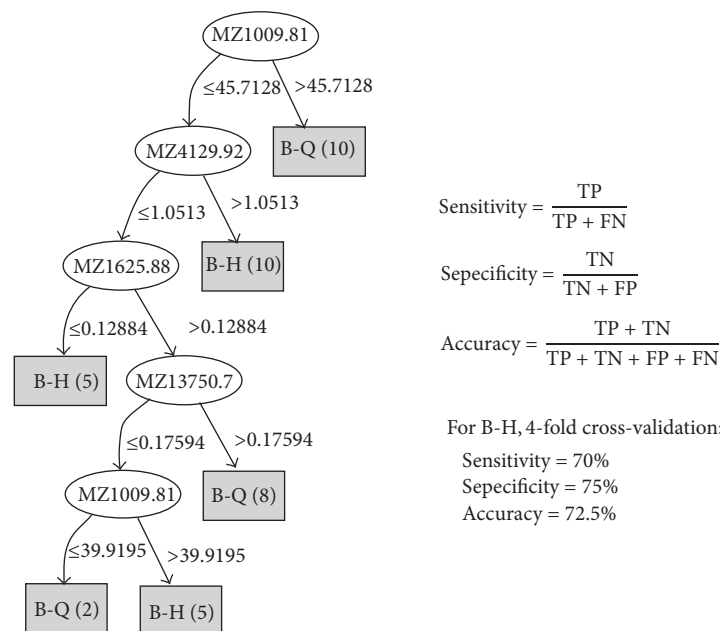 MZ1009.81
≤45.7128
>45.7128
MZ4129.92
B-Q (10)
≤1.0513
>1.0513
MZ1625.88
B-H (10)
≤0.12884
>0.12884
B-H (5)
MZ13750.7
≤0.17594
>0.17594
MZ1009.81
B-Q (8)
≤39.9195
>39.9195
B-Q (2)
B-H (5)
Sensitivity = TP / TP + FN
Sepecificity = TN / TN + FP
Accuracy = TP + TN / TP + TN + FP + FN
For B-H, 4-fold cross-validation:
Sensitivity = 70%
Sepecificity = 75%
Accuracy = 72.5%